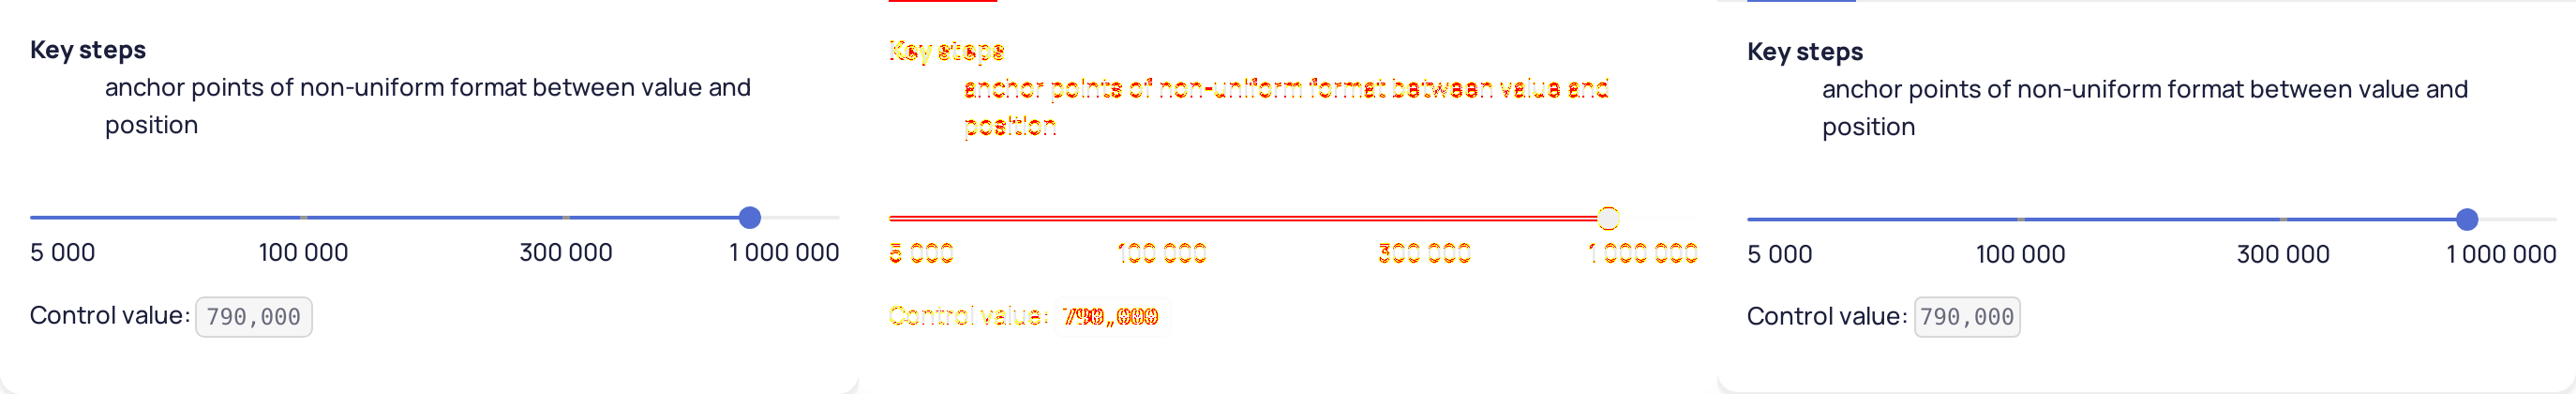 Key steps
anchor points of non-uniform format between value and
position
5 000 100 000 300 000 1 000 000
Control value: 790,000
Key steps
anchor points of non-uniform format between value and
position
5 000 100 000 300 000 1 000 000
Control value: 790,000
Key steps
anchor points of non-uniform format between value and
position
5 000 100 000 300 000 1 000 000
Control value: 790,000